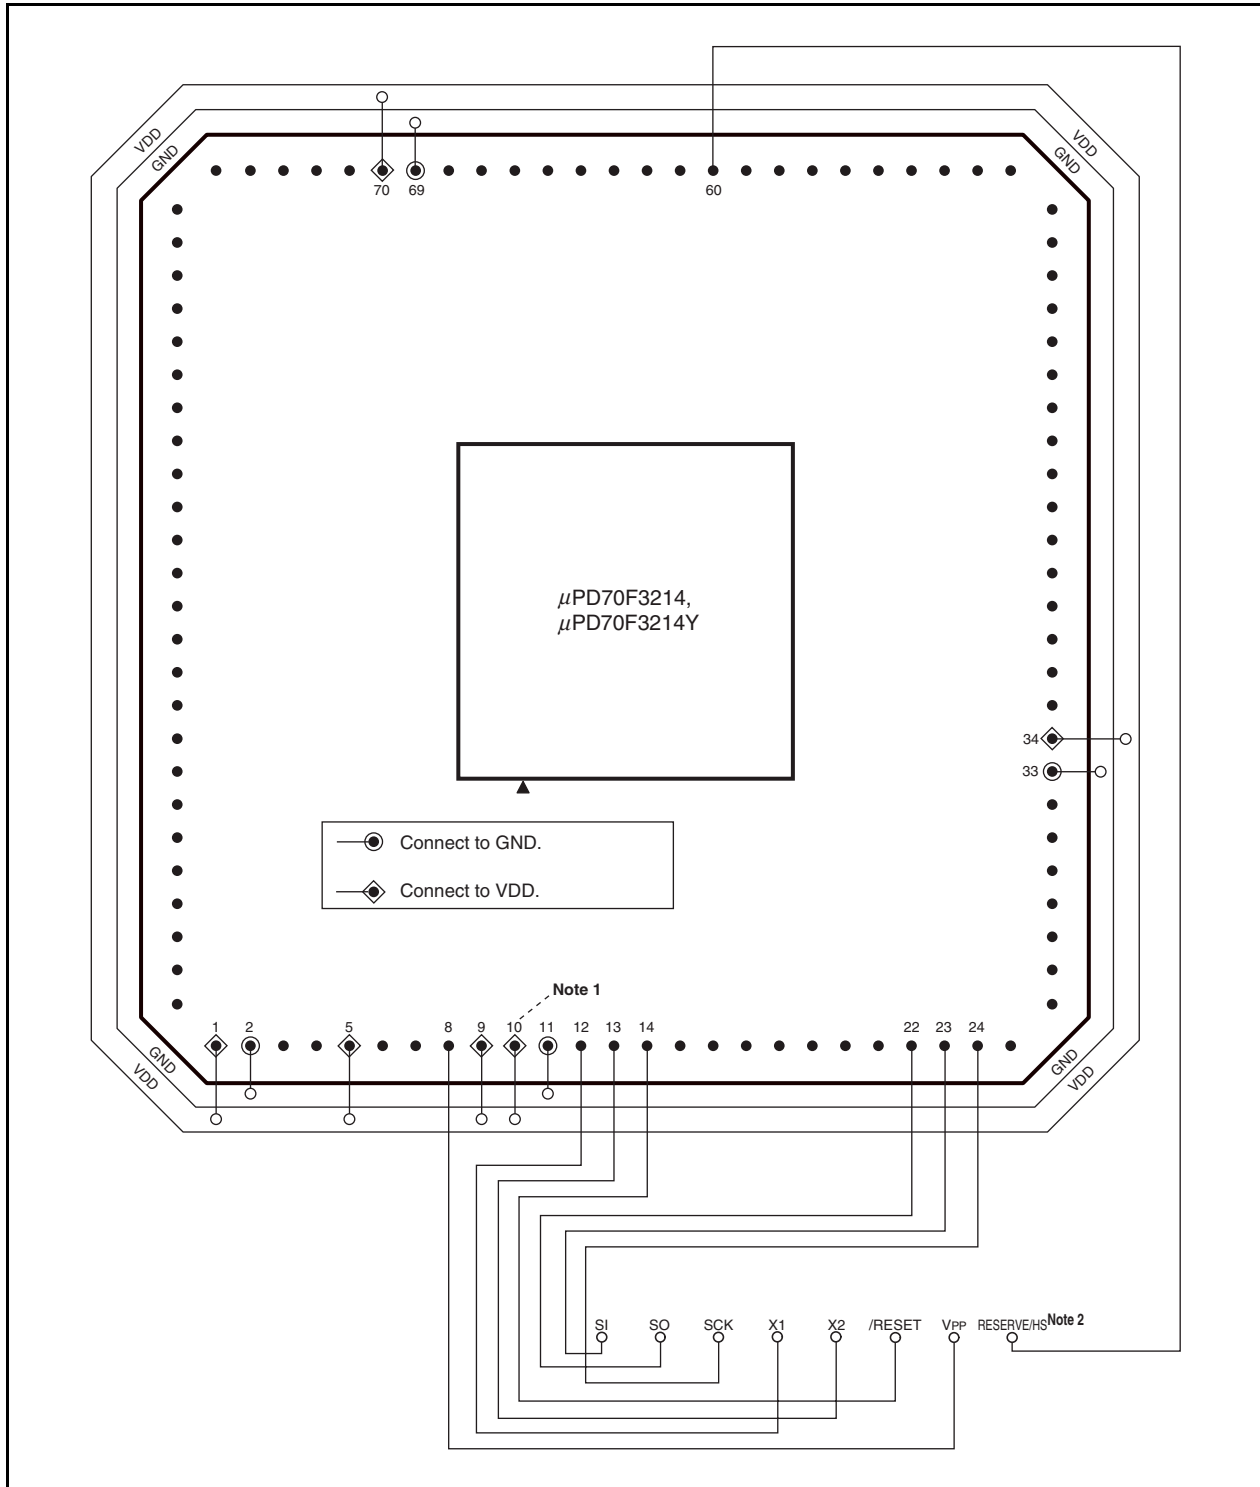 VDD
GND
VDD
GND
70 69 60
μPD70F3214,
μPD70F3214Y
34
33
Connect to GND.
Connect to VDD.
Note 1
1 2 5 8 9 10 11 12 13 14 22 23 24
GND
VDD
GND
VDD
SI SO SCK X1 X2 /RESET VPP RESERVE/HS Note 2